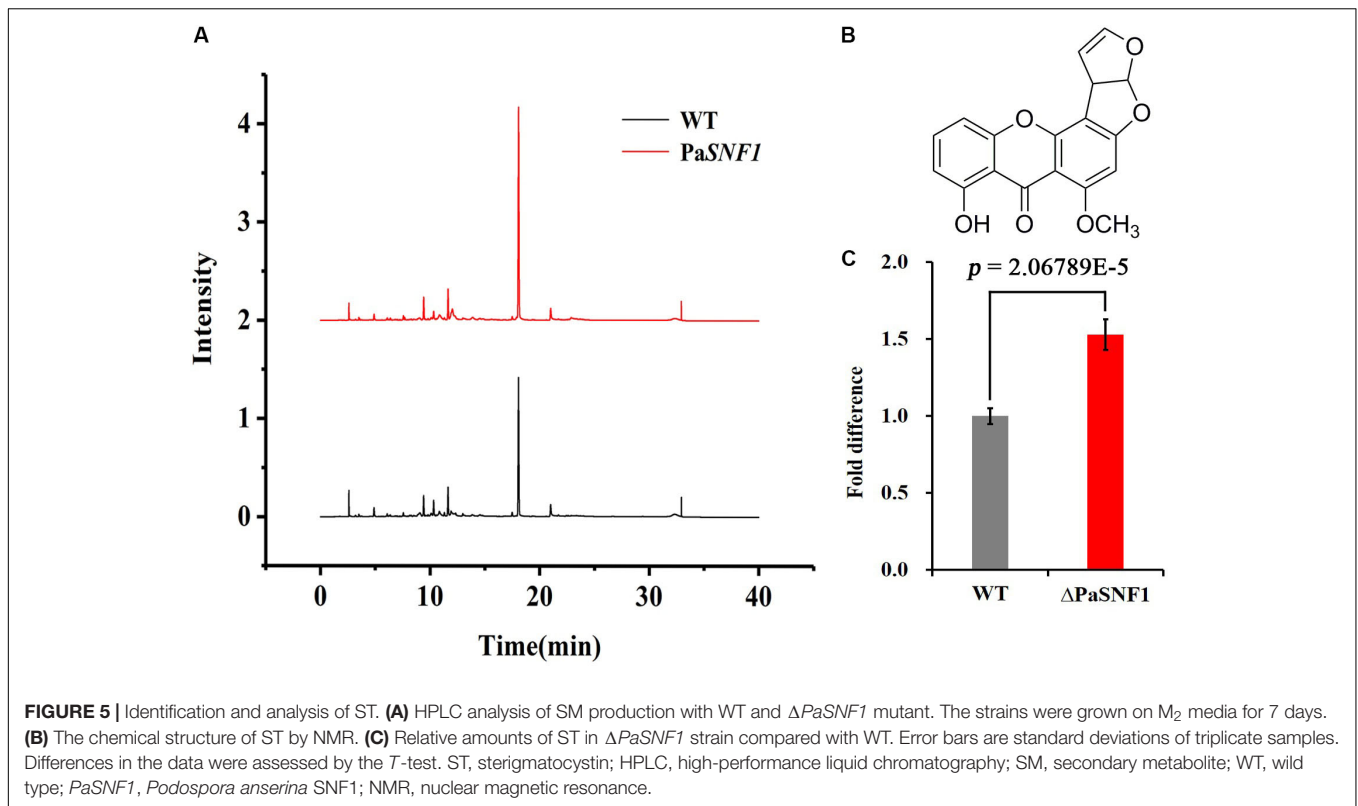 A
WT
PaSNF1
Intensity
4
3
2
1
0
0 10 20 30 40
Time(min)
B
O
O
O
OH O OCH₃
C
p = 2.06789E-5
Fold difference
2.0
1.5
1.0
0.5
0.0
WT ΔPaSNF1
FIGURE 5 | Identification and analysis of ST. (A) HPLC analysis of SM production with WT and ΔPaSNF1 mutant. The strains were grown on M₂ media for 7 days.
(B) The chemical structure of ST by NMR. (C) Relative amounts of ST in ΔPaSNF1 strain compared with WT. Error bars are standard deviations of triplicate samples.
Differences in the data were assessed by the T-test. ST, sterigmatocystin; HPLC, high-performance liquid chromatography; SM, secondary metabolite; WT, wild
type; PaSNF1, Podospora anserina SNF1; NMR, nuclear magnetic resonance.